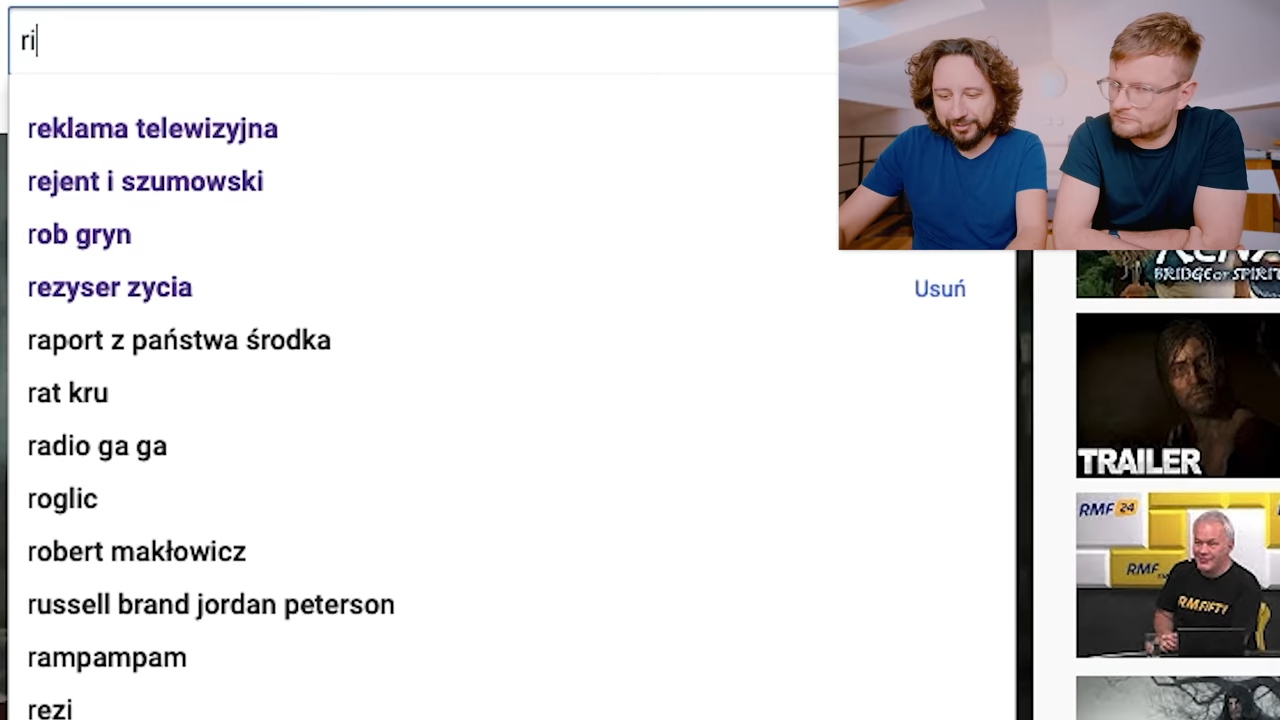 ri
reklama telewizyjna
rejent i szumowski
rob gryn
rezyser zycia
Usuń
raport z państwa środka
rat kru
radio ga ga
roglic
robert makłowicz
russell brand jordan peterson
rampampam
rezi
BRIDGE OF SPIRIT
TRAILER
RMF 24
RMF
RMFIFTY